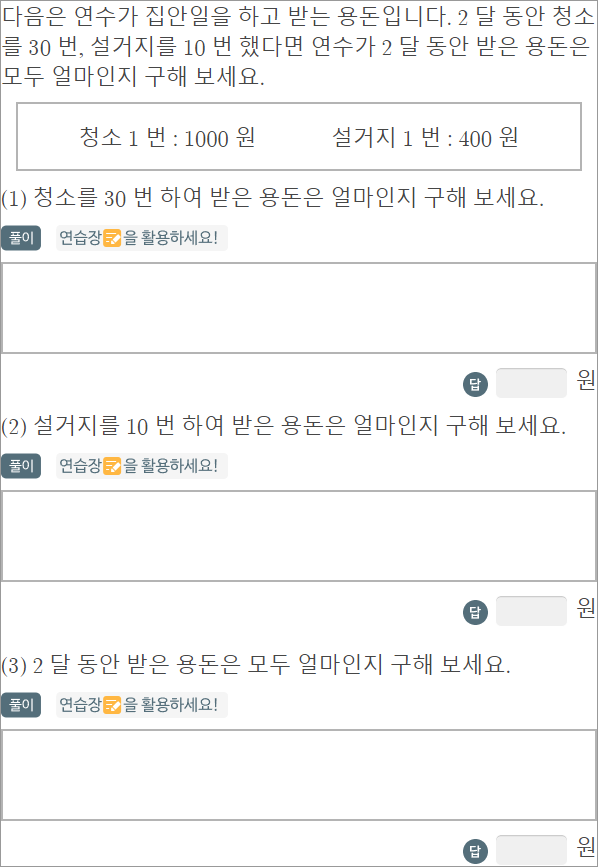 다음은 연수가 집안일을 하고 받는 용돈입니다. 2 달 동안 청소
를 30 번, 설거지를 10 번 했다면 연수가 2 달 동안 받은 용돈은
모두 얼마인지 구해 보세요.
청소 1 번 : 1000 원 설거지 1 번 : 400 원
(1) 청소를 30 번 하여 받은 용돈은 얼마인지 구해 보세요.
풀이 연습장을 활용하세요!
답 원
(2) 설거지를 10 번 하여 받은 용돈은 얼마인지 구해 보세요.
풀이 연습장을 활용하세요!
답 원
(3) 2 달 동안 받은 용돈은 모두 얼마인지 구해 보세요.
풀이 연습장을 활용하세요!
답 원